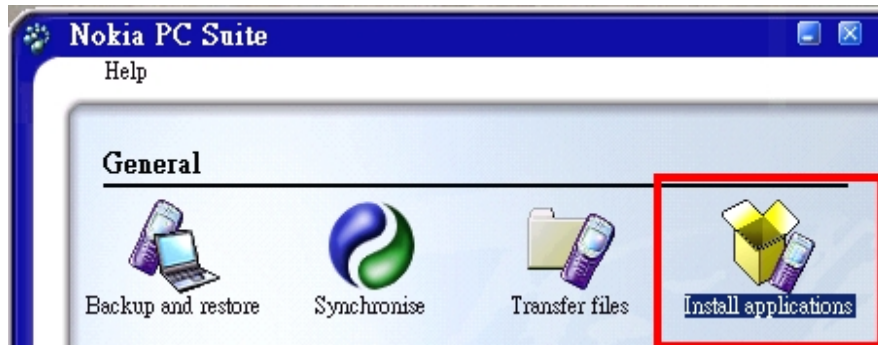 Nokia PC Suite
Help
General
Backup and restore
Synchronise
Transfer files
Install applications